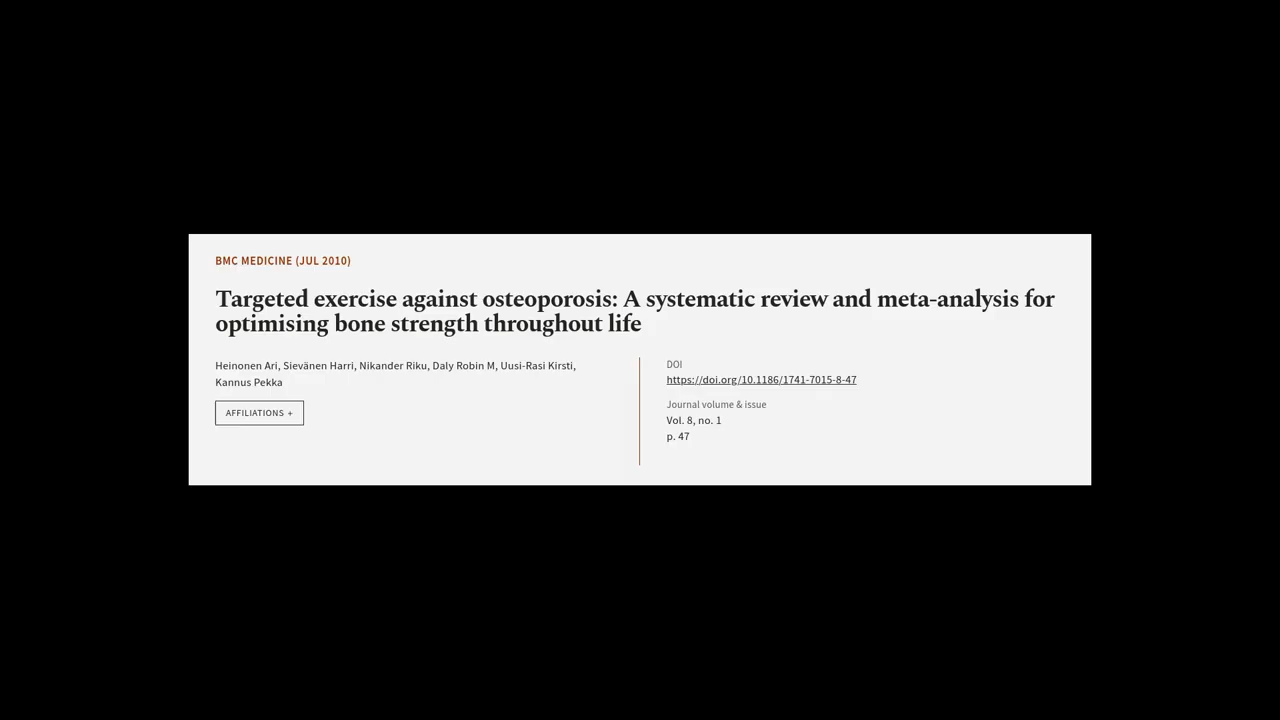 BMC MEDICINE (JUL 2010)
Targeted exercise against osteoporosis: A systematic review and meta-analysis for
optimising bone strength throughout life
Heinonen Ari, Sievänen Harri, Nikander Riku, Daly Robin M, Uusi-Rasi Kirsti,
Kannus Pekka
AFFILIATIONS +
DOI
https://doi.org/10.1186/1741-7015-8-47
Journal volume & issue
Vol. 8, no. 1
p. 47